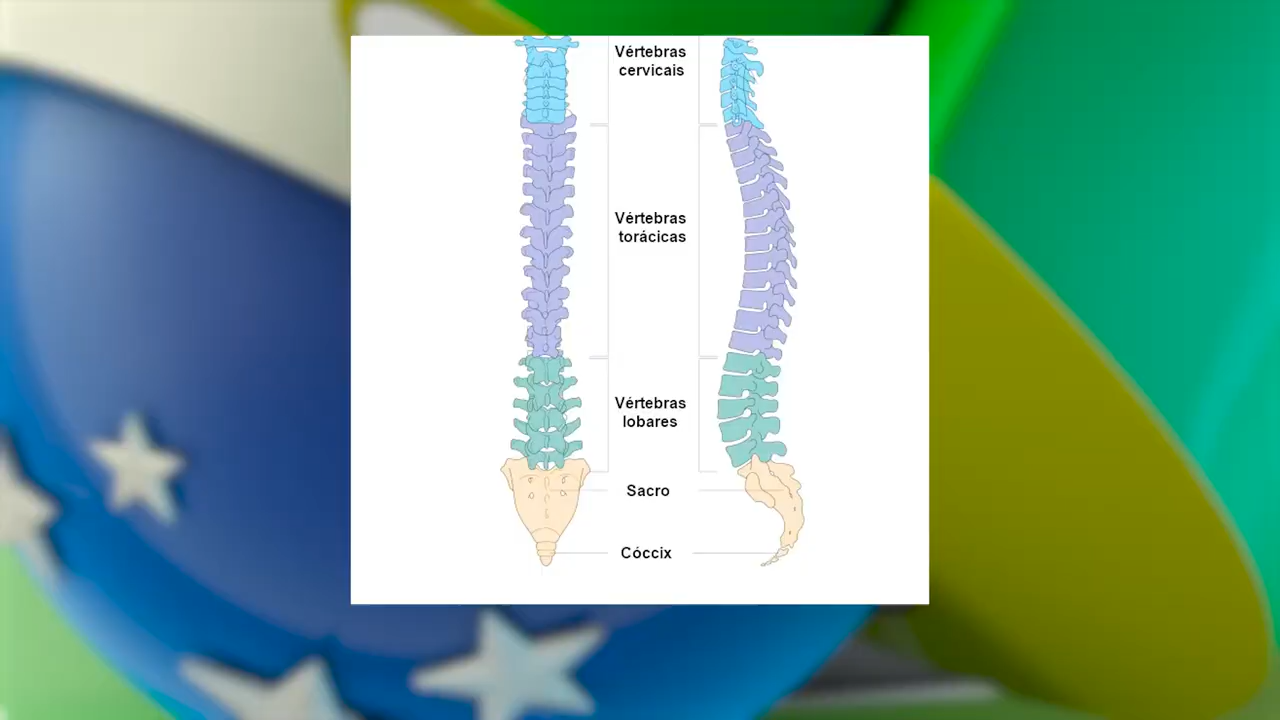 Vértebras
cervicais
Vértebras
torácicas
Vértebras
lobares
Sacro
Cóccix